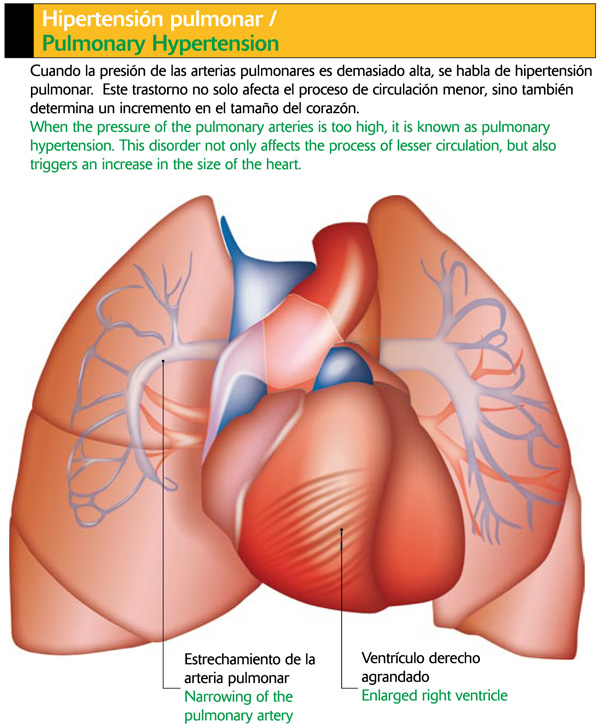 Hipertensión pulmonar /
Pulmonary Hypertension
Cuando la presión de las arterias pulmonares es demasiado alta, se habla de hipertensión
pulmonar.  Este trastorno no solo afecta el proceso de circulación menor, sino también
determina un incremento en el tamaño del corazón.
When the pressure of the pulmonary arteries is too high, it is known as pulmonary
hypertension. This disorder not only affects the process of lesser circulation, but also
triggers an increase in the size of the heart.
Estrechamiento de la
arteria pulmonar
Narrowing of the
pulmonary artery
Ventrículo derecho
agrandado
Enlarged right ventricle